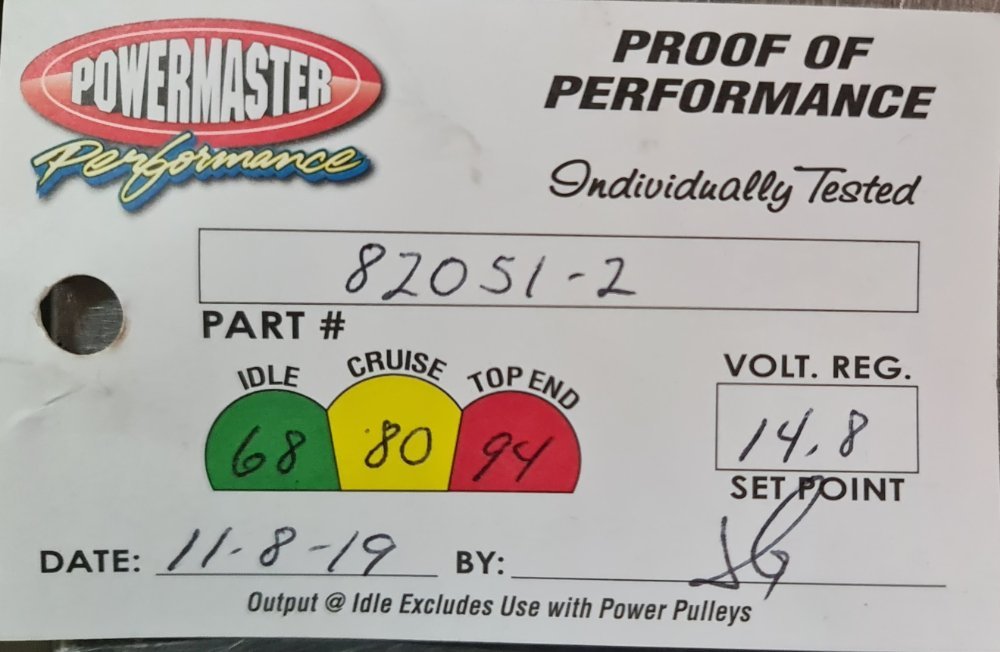 POWERMASTER
Performance
PROOF OF
PERFORMANCE
Individually Tested
82051-2
PART #
IDLE CRUISE TOP END
68 80 94
VOLT. REG.
14.8
SET POINT
DATE: 11-8-19 BY:
Output @ Idle Excludes Use with Power Pulleys